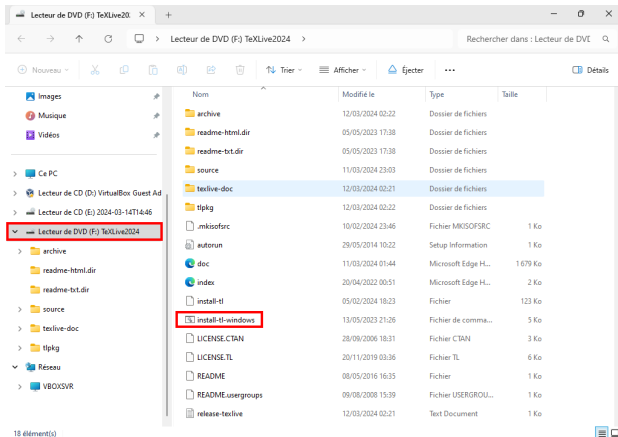 Lecteur de DVD (F:) TeXLive20:
Lecteur de DVD (F:) TeXLive2024
Rechercher dans : Lecteur de DVD
Nouveau
Trier
Afficher
Éjecter
Détails
Nom Modifié le Type Taille
Images
Musique
Vidéos
Ce PC
Lecteur de CD (D:) VirtualBox Guest Ad
Lecteur de CD (E:) 2024-03-14T14:46
Lecteur de DVD (F:) TeXLive2024
archive
readme-html.dir
readme-txt.dir
source
texlive-doc
tlpkg
Réseau
VBOXSVR
archive 12/03/2024 02:22 Dossier de fichiers
readme-html.dir 05/05/2023 17:38 Dossier de fichiers
readme-txt.dir 05/05/2023 17:38 Dossier de fichiers
source 11/03/2024 23:03 Dossier de fichiers
texlive-doc 12/03/2024 02:21 Dossier de fichiers
tlpkg 12/03/2024 02:22 Dossier de fichiers
.mkisofsrc 10/02/2024 23:46 Fichier MKISOFSRC 1 Ko
autorun 29/05/2014 10:22 Setup Information 1 Ko
doc 11/03/2024 01:44 Microsoft Edge H... 1 679 Ko
index 20/04/2022 00:51 Microsoft Edge H... 2 Ko
install-tl 05/02/2024 18:23 Fichier 123 Ko
install-tl-windows 13/05/2023 21:26 Fichier de comma... 5 Ko
LICENSE.CTAN 28/09/2006 18:31 Fichier CTAN 3 Ko
LICENSE.TL 20/11/2019 03:36 Fichier TL 6 Ko
README 08/05/2016 16:35 Fichier 1 Ko
README.usergroups 09/08/2008 15:39 Fichier USERGROU... 1 Ko
release-texlive 12/03/2024 02:21 Text Document 1 Ko
18 élément(s)